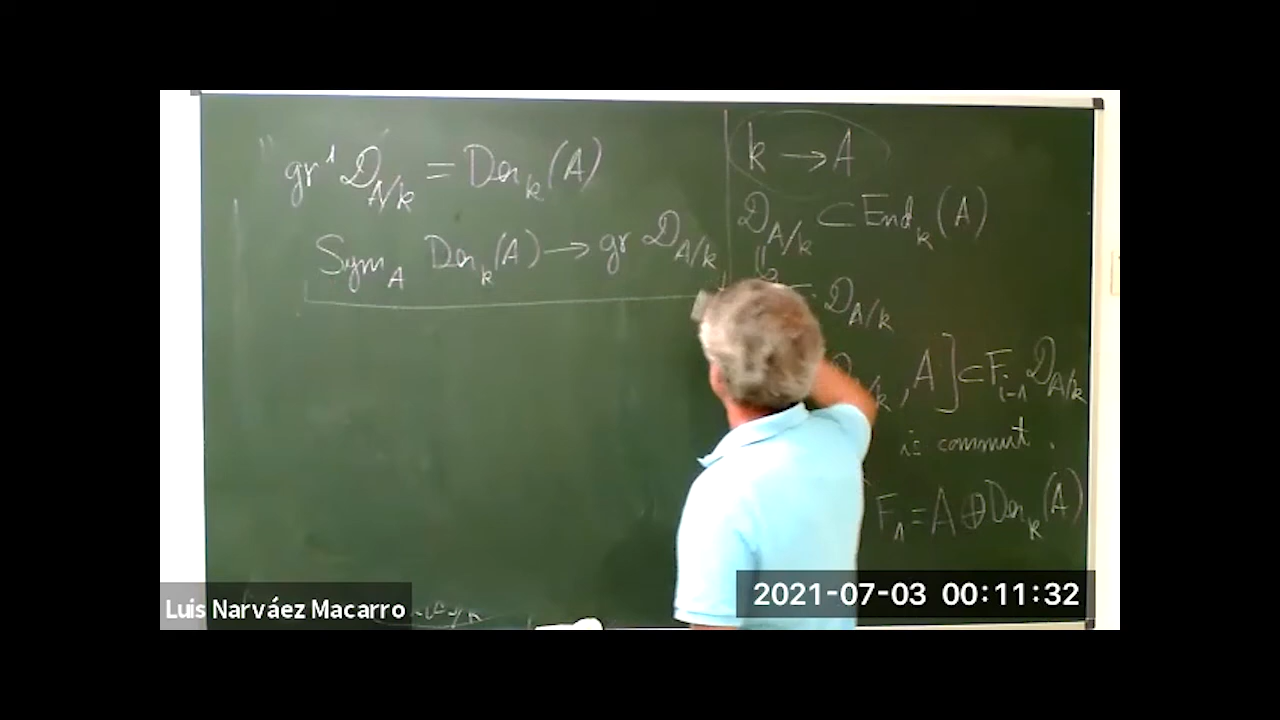 gr¹ 𝒟_{A/k} = Der_k(A)
Sym_A Der_k(A) → gr 𝒟_{A/k}
k → A
𝒟_{A/k} ⊂ End_k(A)
𝒟_{A/k}
, A] ⊂ F_{i-1} 𝒟_{A/k}
is commut.
F_1 = A ⊕ Der_k(A)
Luis Narváez Macarro
2021-07-03 00:11:32